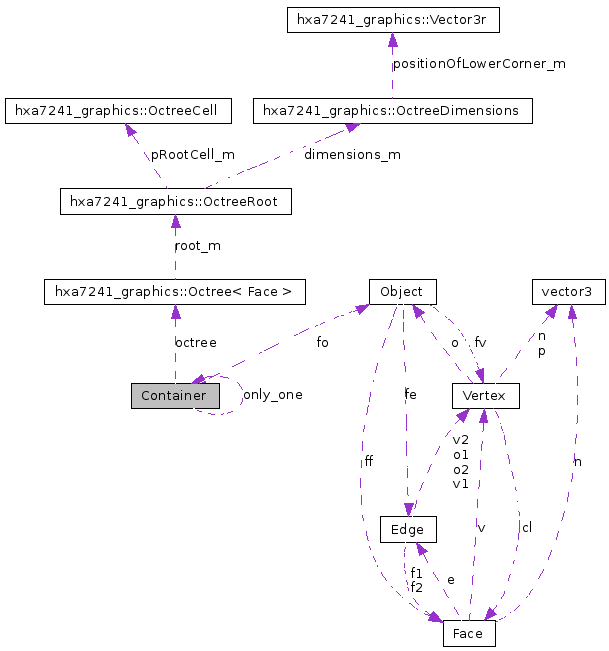 hxa7241_graphics::Vector3r
positionOfLowerCorner_m
hxa7241_graphics::OctreeCell
hxa7241_graphics::OctreeDimensions
pRootCell_m
dimensions_m
hxa7241_graphics::OctreeRoot
root_m
hxa7241_graphics::Octree< Face >
Object
vector3
octree
fo
o
fv
n
p
Container
only_one
fe
Vertex
v2
o1
o2
v1
ff
n
Edge
v
cl
f1
f2
e
Face